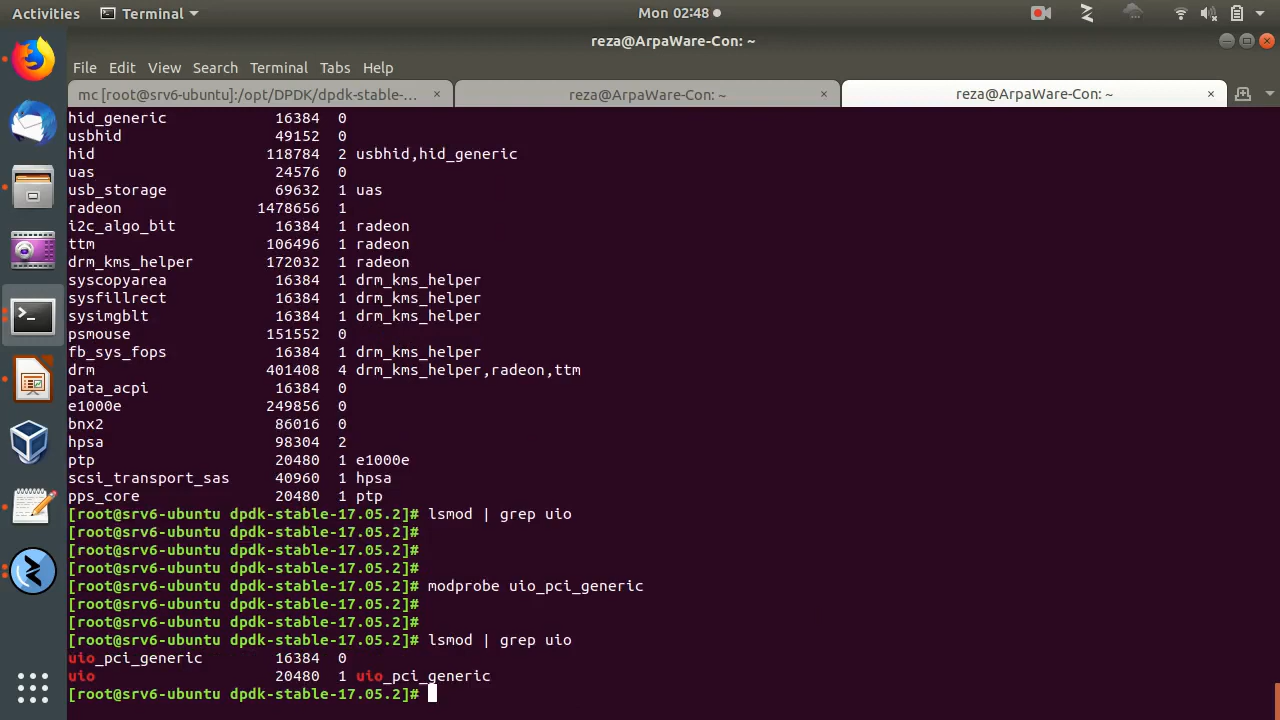 Activities Terminal Mon 02:48
reza@ArpaWare-Con: ~
File Edit View Search Terminal Tabs Help
mc [root@srv6-ubuntu]:/opt/DPDK/dpdk-stable-... × reza@ArpaWare-Con: ~ × reza@ArpaWare-Con: ~ ×
hid_generic 16384 0
usbhid 49152 0
hid 118784 2 usbhid,hid_generic
uas 24576 0
usb_storage 69632 1 uas
radeon 1478656 1
i2c_algo_bit 16384 1 radeon
ttm 106496 1 radeon
drm_kms_helper 172032 1 radeon
syscopyarea 16384 1 drm_kms_helper
sysfillrect 16384 1 drm_kms_helper
sysimgblt 16384 1 drm_kms_helper
psmouse 151552 0
fb_sys_fops 16384 1 drm_kms_helper
drm 401408 4 drm_kms_helper,radeon,ttm
pata_acpi 16384 0
e1000e 249856 0
bnx2 86016 0
hpsa 98304 2
ptp 20480 1 e1000e
scsi_transport_sas 40960 1 hpsa
pps_core 20480 1 ptp
[root@srv6-ubuntu dpdk-stable-17.05.2]# lsmod | grep uio
[root@srv6-ubuntu dpdk-stable-17.05.2]#
[root@srv6-ubuntu dpdk-stable-17.05.2]#
[root@srv6-ubuntu dpdk-stable-17.05.2]#
[root@srv6-ubuntu dpdk-stable-17.05.2]# modprobe uio_pci_generic
[root@srv6-ubuntu dpdk-stable-17.05.2]#
[root@srv6-ubuntu dpdk-stable-17.05.2]#
[root@srv6-ubuntu dpdk-stable-17.05.2]# lsmod | grep uio
uio_pci_generic 16384 0
uio 20480 1 uio_pci_generic
[root@srv6-ubuntu dpdk-stable-17.05.2]#